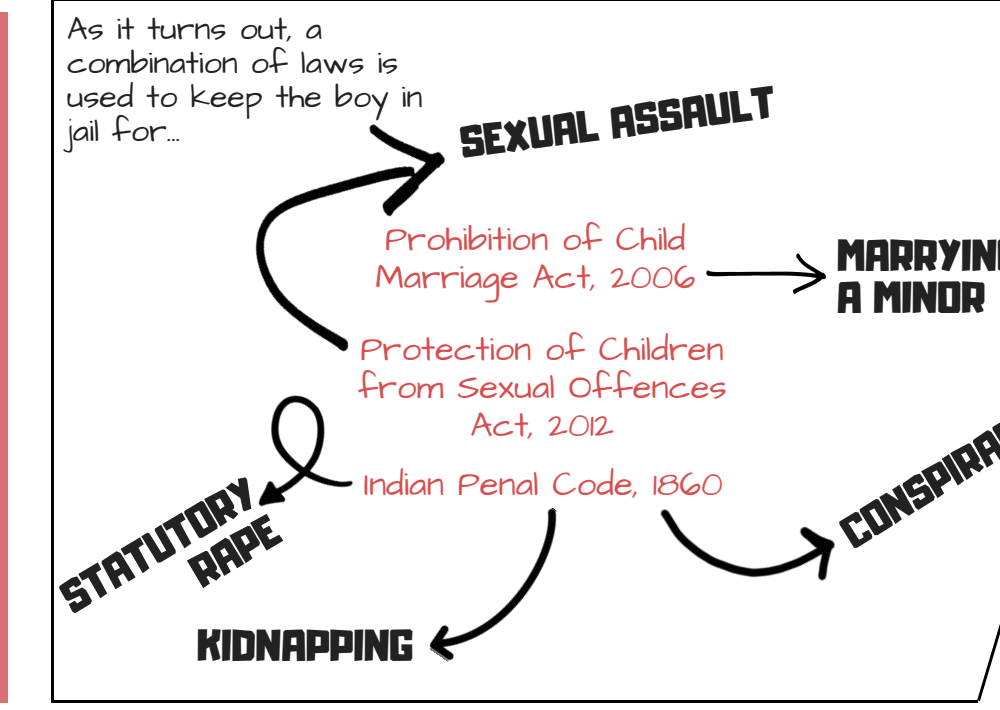 As it turns out, a
combination of laws is
used to keep the boy in
jail for...
SEXUAL ASSAULT
Prohibition of Child
Marriage Act, 2006
A MINOR
Protection of Children
from Sexual Offences
Act, 2012
Indian Penal Code, 1860
STATUTORY
RAPE
KIDNAPPING